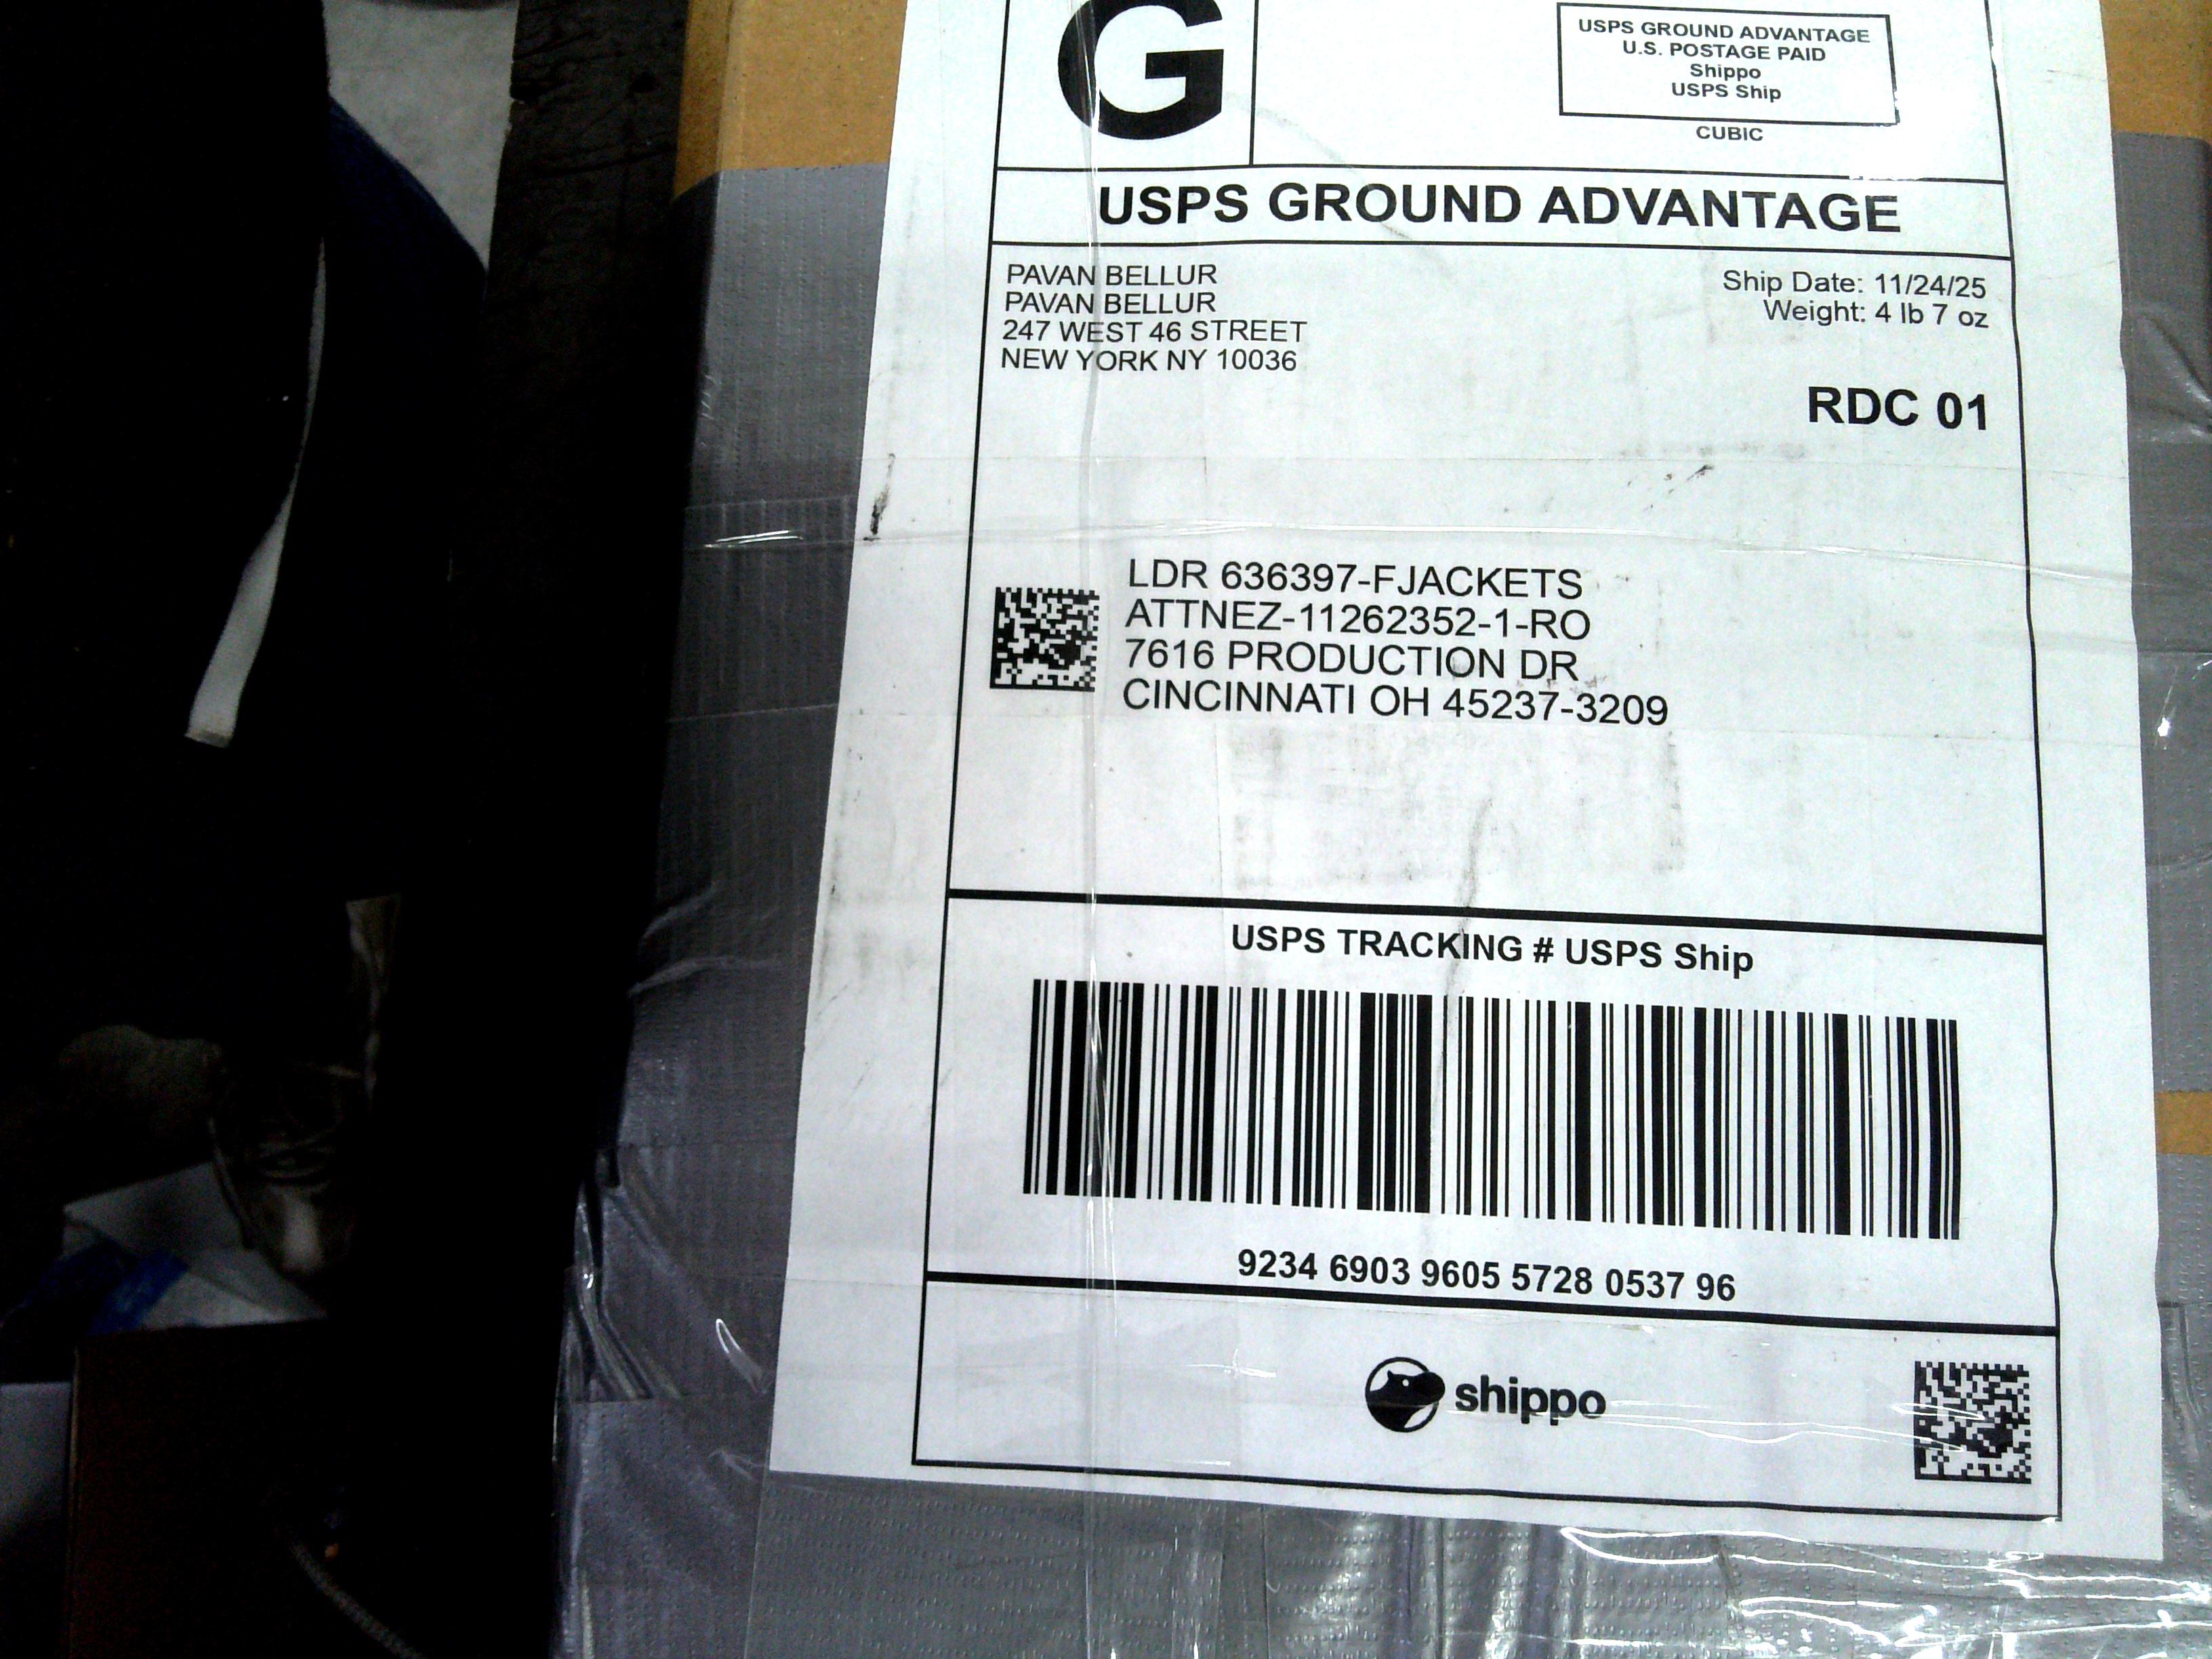 G
USPS GROUND ADVANTAGE
U.S. POSTAGE PAID
Shippo
USPS Ship
CUBIC
USPS GROUND ADVANTAGE
PAVAN BELLUR
PAVAN BELLUR
247 WEST 46 STREET
NEW YORK NY 10036
Ship Date: 11/24/25
Weight: 4 lb 7 oz
RDC 01
LDR 636397-FJACKETS
ATTNEZ-11262352-1-RO
7616 PRODUCTION DR
CINCINNATI OH 45237-3209
USPS TRACKING # USPS Ship
9234 6903 9605 5728 0537 96
shippo